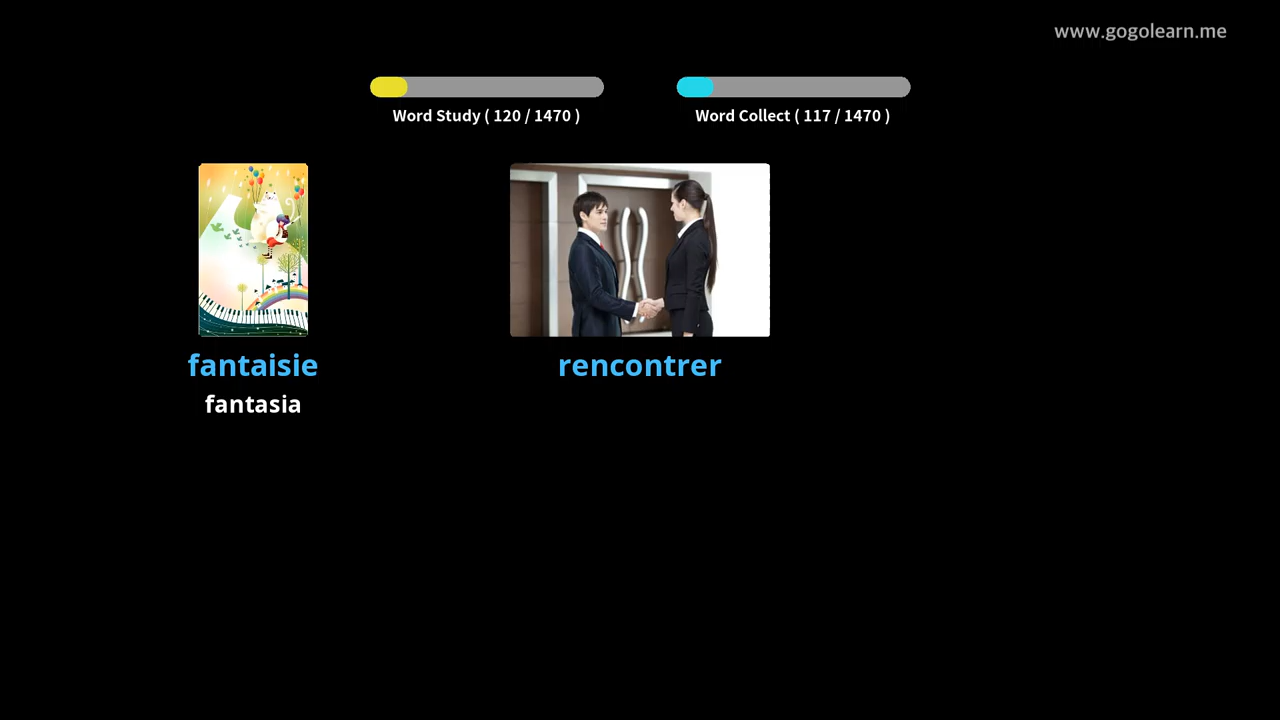 www.gogolearn.me
Word Study ( 120 / 1470 )
Word Collect ( 117 / 1470 )
fantaisie
fantasia
rencontrer